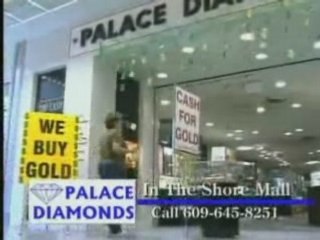 PALACE DIAMONDS
CASH
FOR
GOLD
WE
BUY
GOLD
PALACE
DIAMONDS
In The Shore Mall
Call 609-645-8251